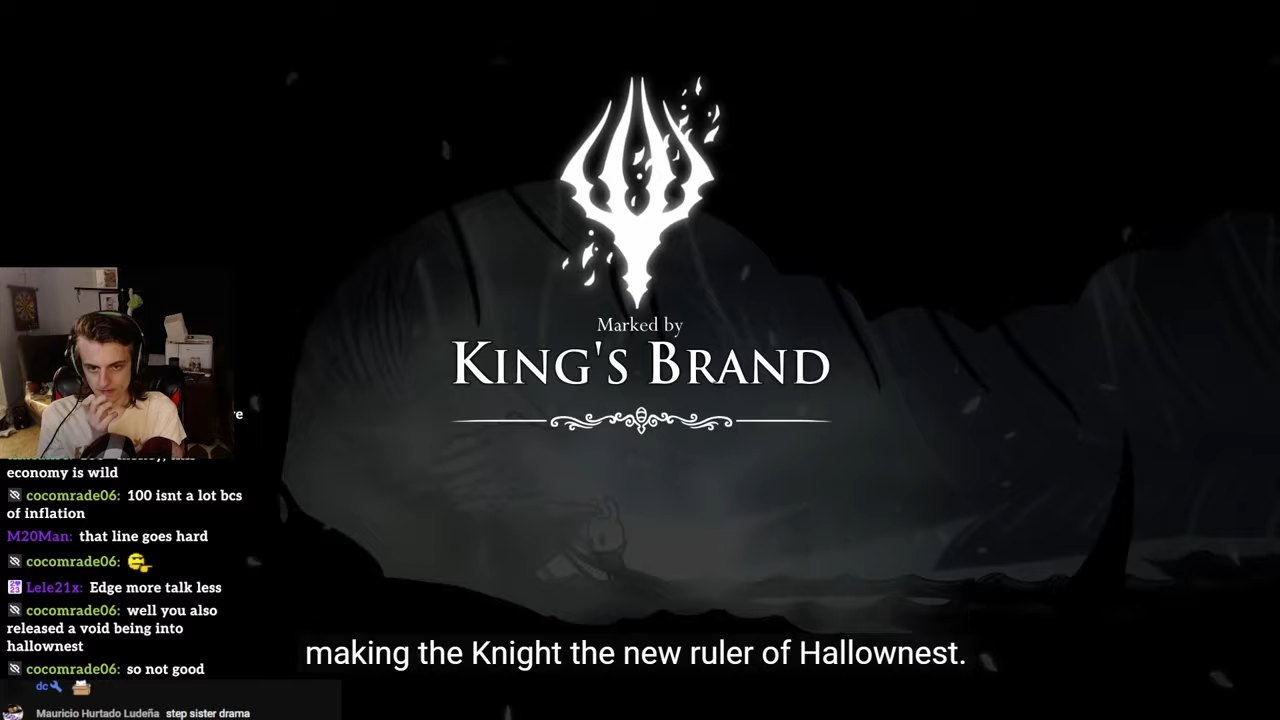 Marked by
KING'S BRAND
economy is wild
cocomrade06: 100 isnt a lot bcs
of inflation
M20Man: that line goes hard
cocomrade06:
Lele21x: Edge more talk less
cocomrade06: well you also
released a void being into
hallownest
cocomrade06: so not good
making the Knight the new ruler of Hallownest.
dc
Mauricio Hurtado Ludeña step sister drama